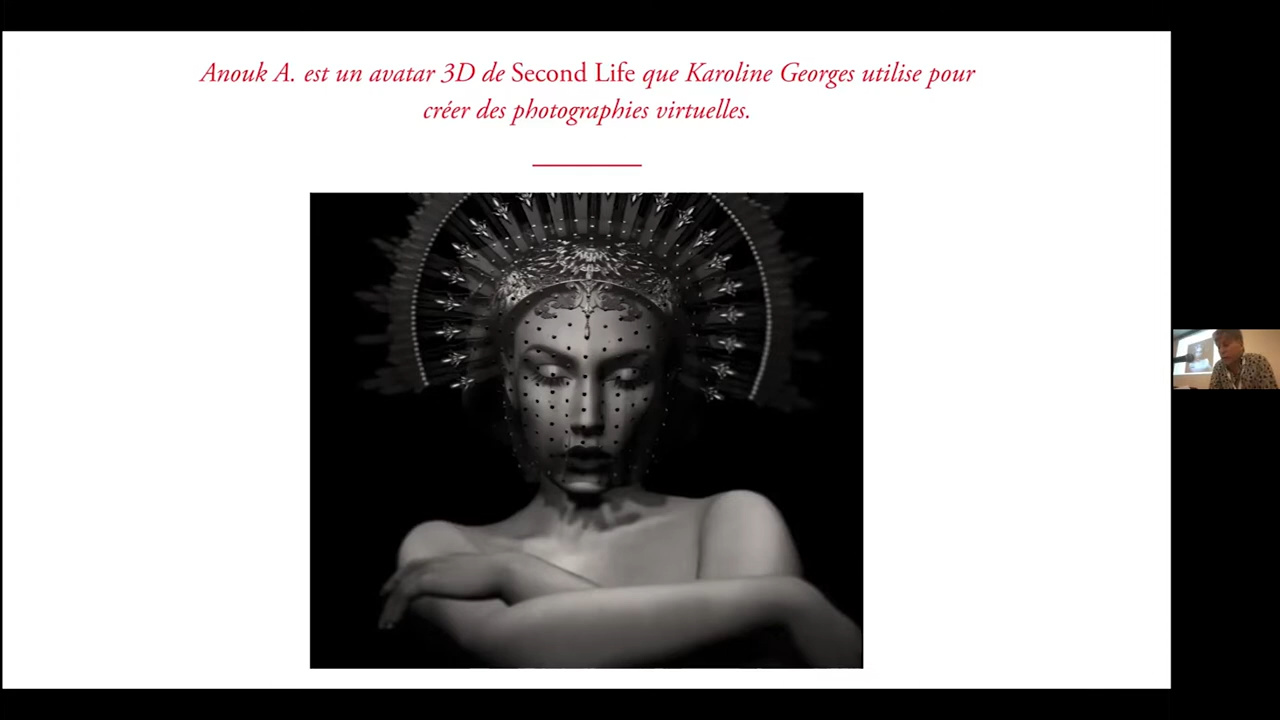 Anouk A. est un avatar 3D de Second Life que Karoline Georges utilise pour
créer des photographies virtuelles.